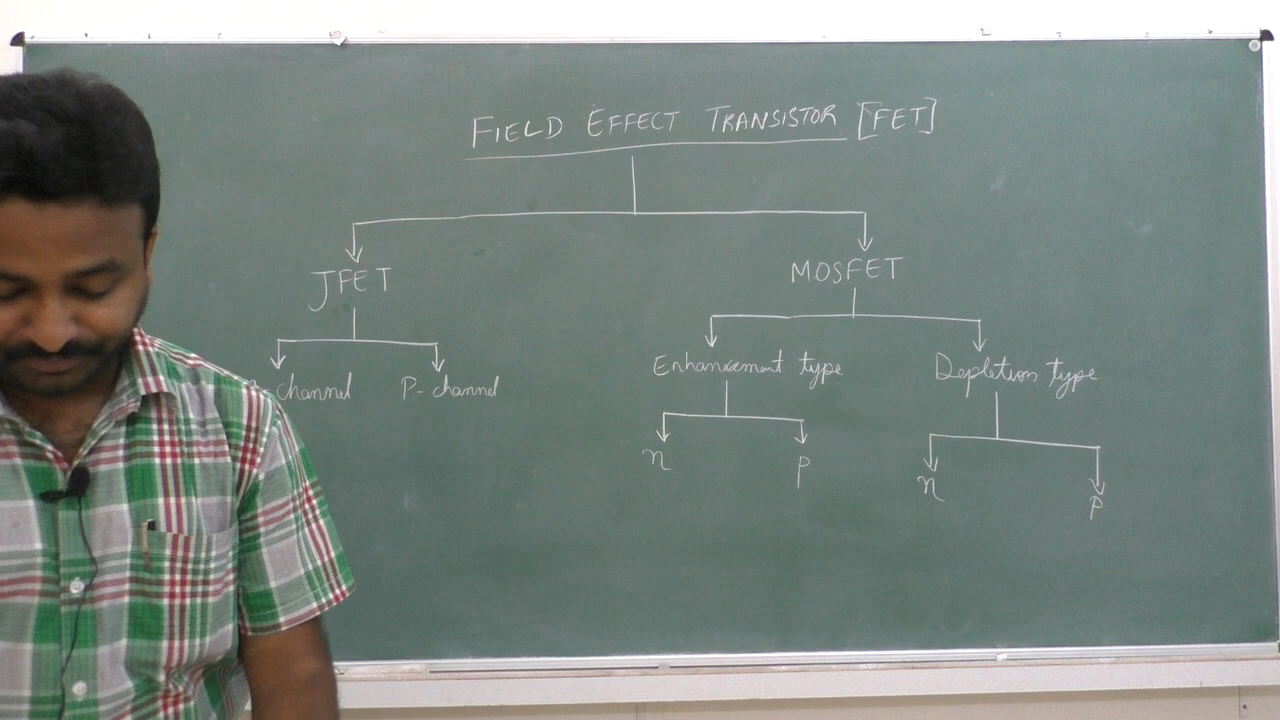 FIELD EFFECT TRANSISTOR [FET]
JFET
MOSFET
channel
P-channel
Enhancement type
Depletion type
n
p
n
p